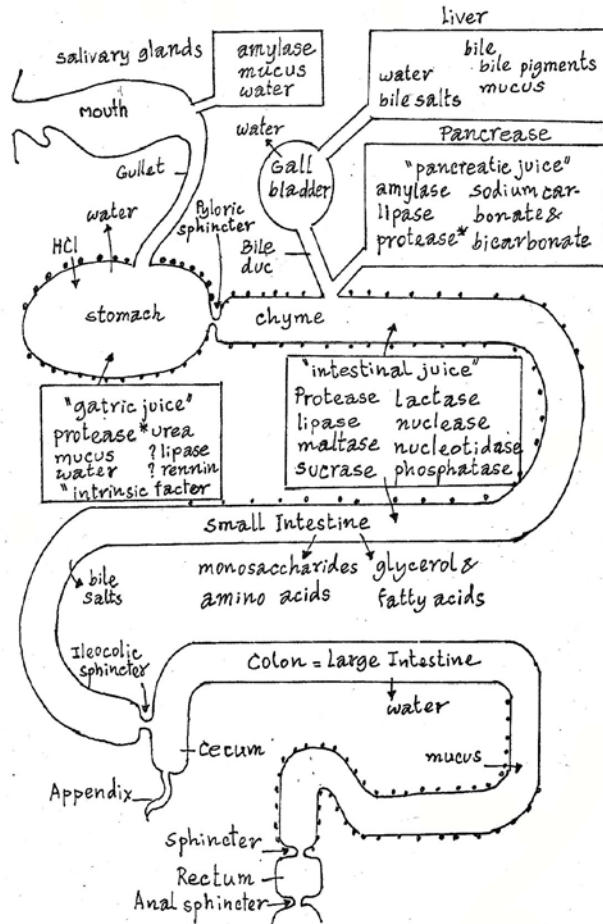 Liver
salivary glands
amylase
mucus
water
bile
water
bile pigments
bile salts
mucus
mouth
water
Pancrease
Gall
bladder
"pancreatic juice"
amylase sodium car-
lipase bonate &
protease* bicarbonate
Gullet
water
Pyloric
sphincter
HCl
Bile
duc
stomach
chyme
"gatric juice"
protease* urea
mucus ? lipase
water ? rennin
"intrinsic factor
"intestinal juice"
Protease Lactase
lipase nuclease
maltase nucleotidase
sucrase phosphatase
small Intestine
monosaccharides
amino acids
glycerol &
fatty acids
bile
salts
Ileocolic
sphincter
Colon = Large Intestine
water
Cecum
mucus
Appendix
Sphincter
Rectum
Anal sphincter